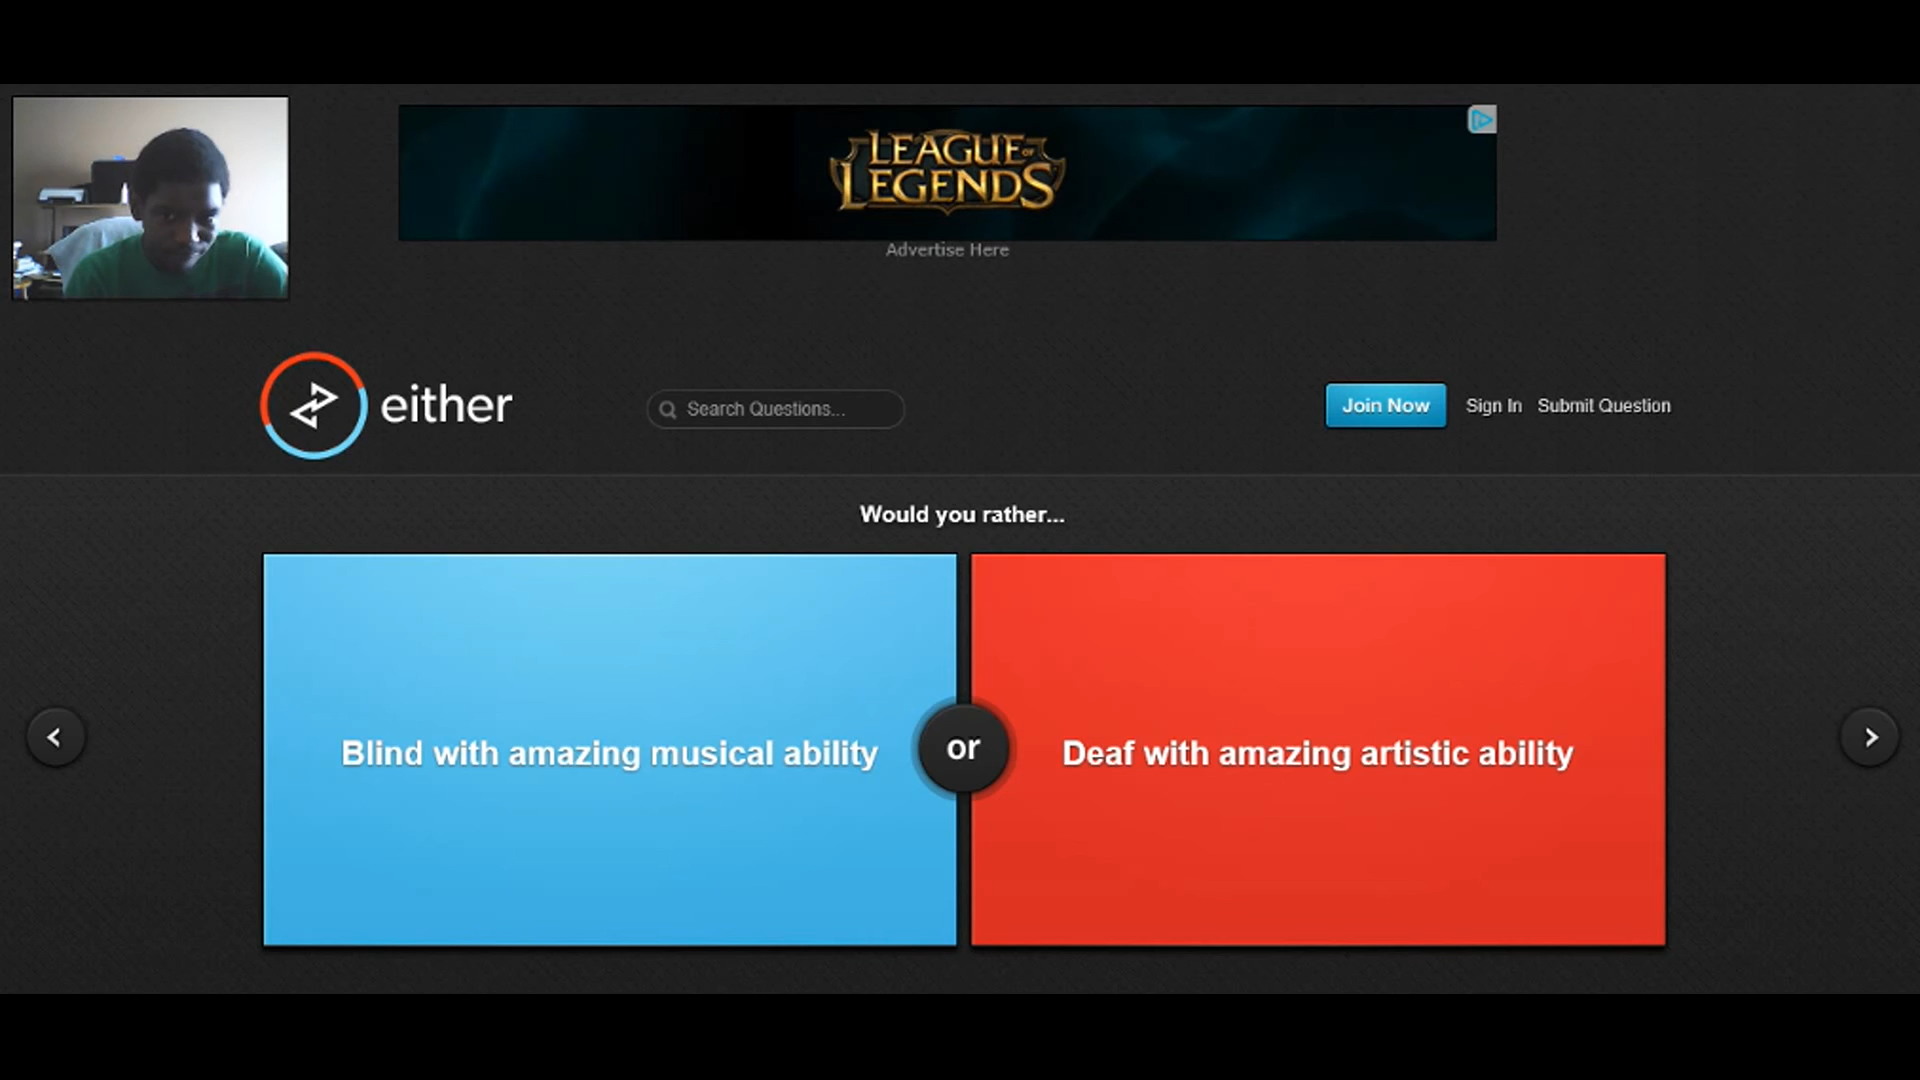 LEAGUE OF
LEGENDS
Advertise Here
either
Search Questions...
Join Now
Sign In
Submit Question
Would you rather...
Blind with amazing musical ability
or
Deaf with amazing artistic ability